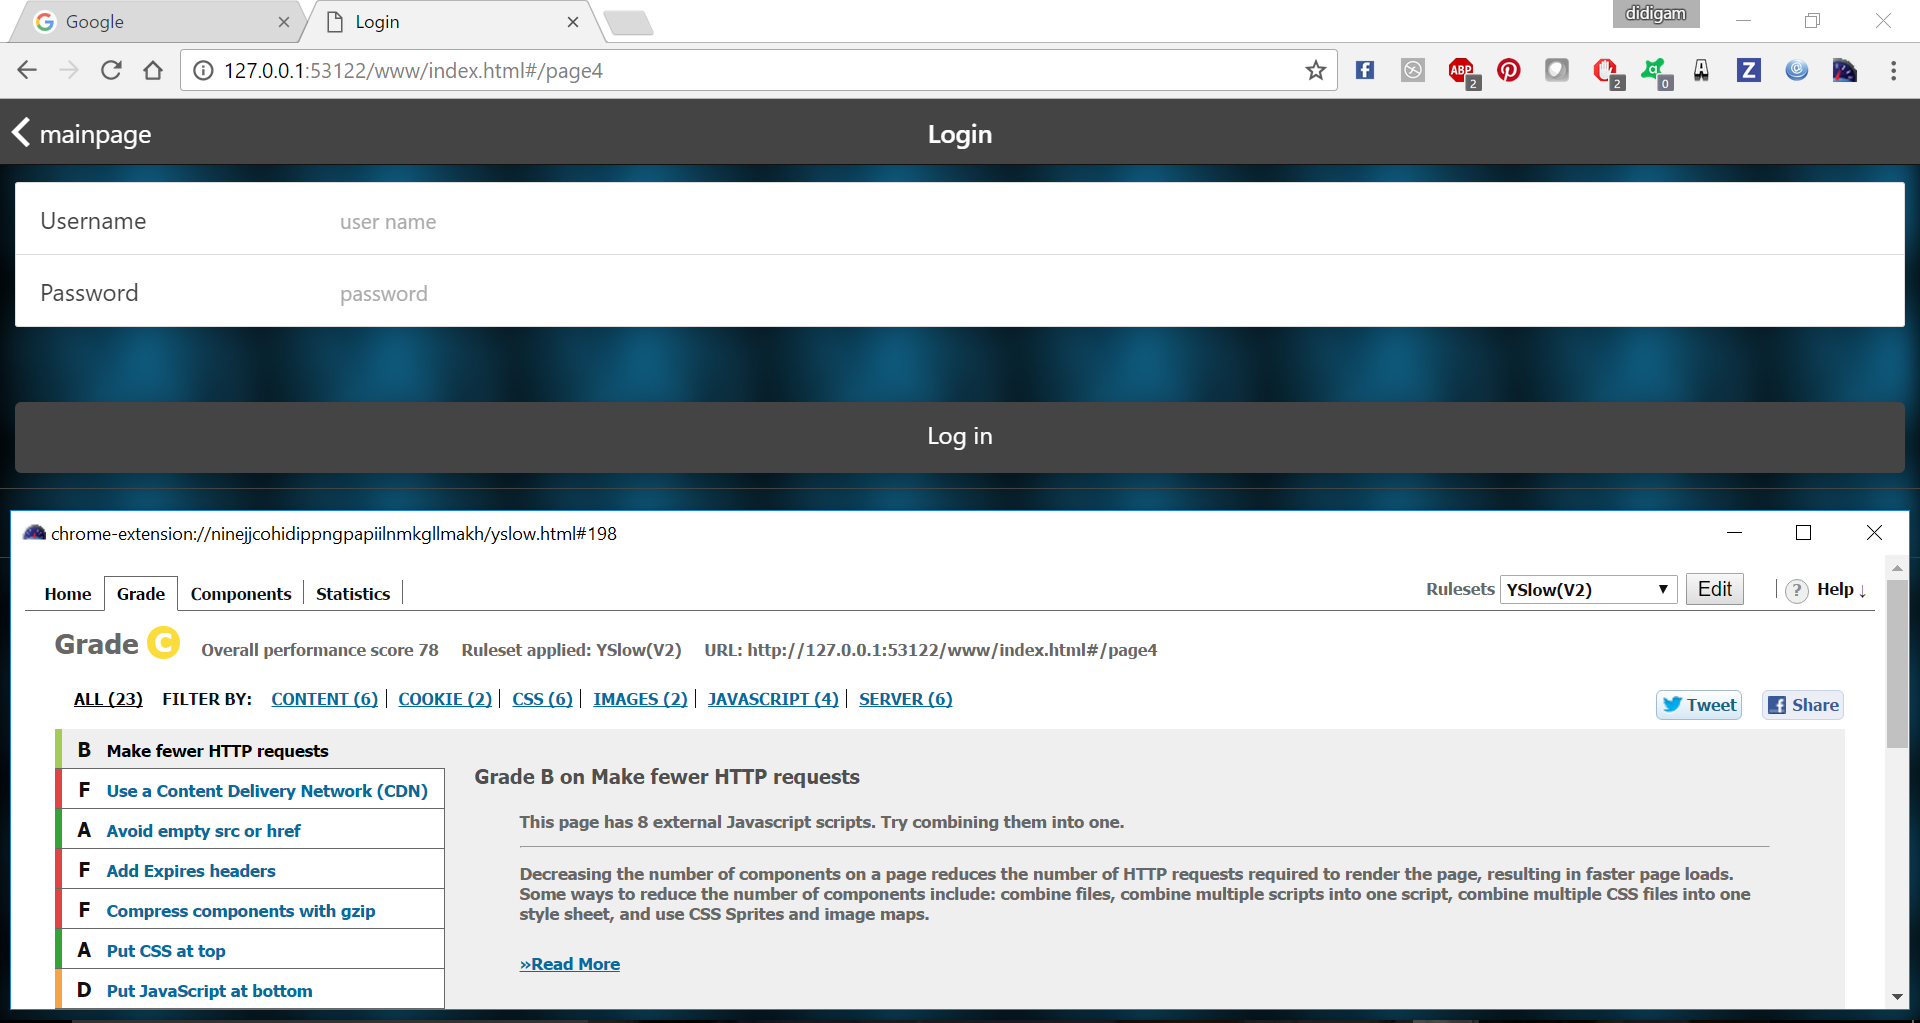 Google
Login
didigam
127.0.0.1:53122/www/index.html#/page4
ABP
2
2
0
Z
mainpage
Login
Username
user name
Password
password
Log in
chrome-extension://ninejjcohidippngpapiilnmkgllmakh/yslow.html#198
Home Grade Components Statistics
Rulesets YSlow(V2) Edit ? Help ↓
Grade C Overall performance score 78 Ruleset applied: YSlow(V2) URL: http://127.0.0.1:53122/www/index.html#/page4
ALL (23) FILTER BY: CONTENT (6) COOKIE (2) CSS (6) IMAGES (2) JAVASCRIPT (4) SERVER (6)
Tweet Share
B Make fewer HTTP requests
F Use a Content Delivery Network (CDN)
A Avoid empty src or href
F Add Expires headers
F Compress components with gzip
A Put CSS at top
D Put JavaScript at bottom
Grade B on Make fewer HTTP requests
This page has 8 external Javascript scripts. Try combining them into one.
Decreasing the number of components on a page reduces the number of HTTP requests required to render the page, resulting in faster page loads.
Some ways to reduce the number of components include: combine files, combine multiple scripts into one script, combine multiple CSS files into one
style sheet, and use CSS Sprites and image maps.
»Read More